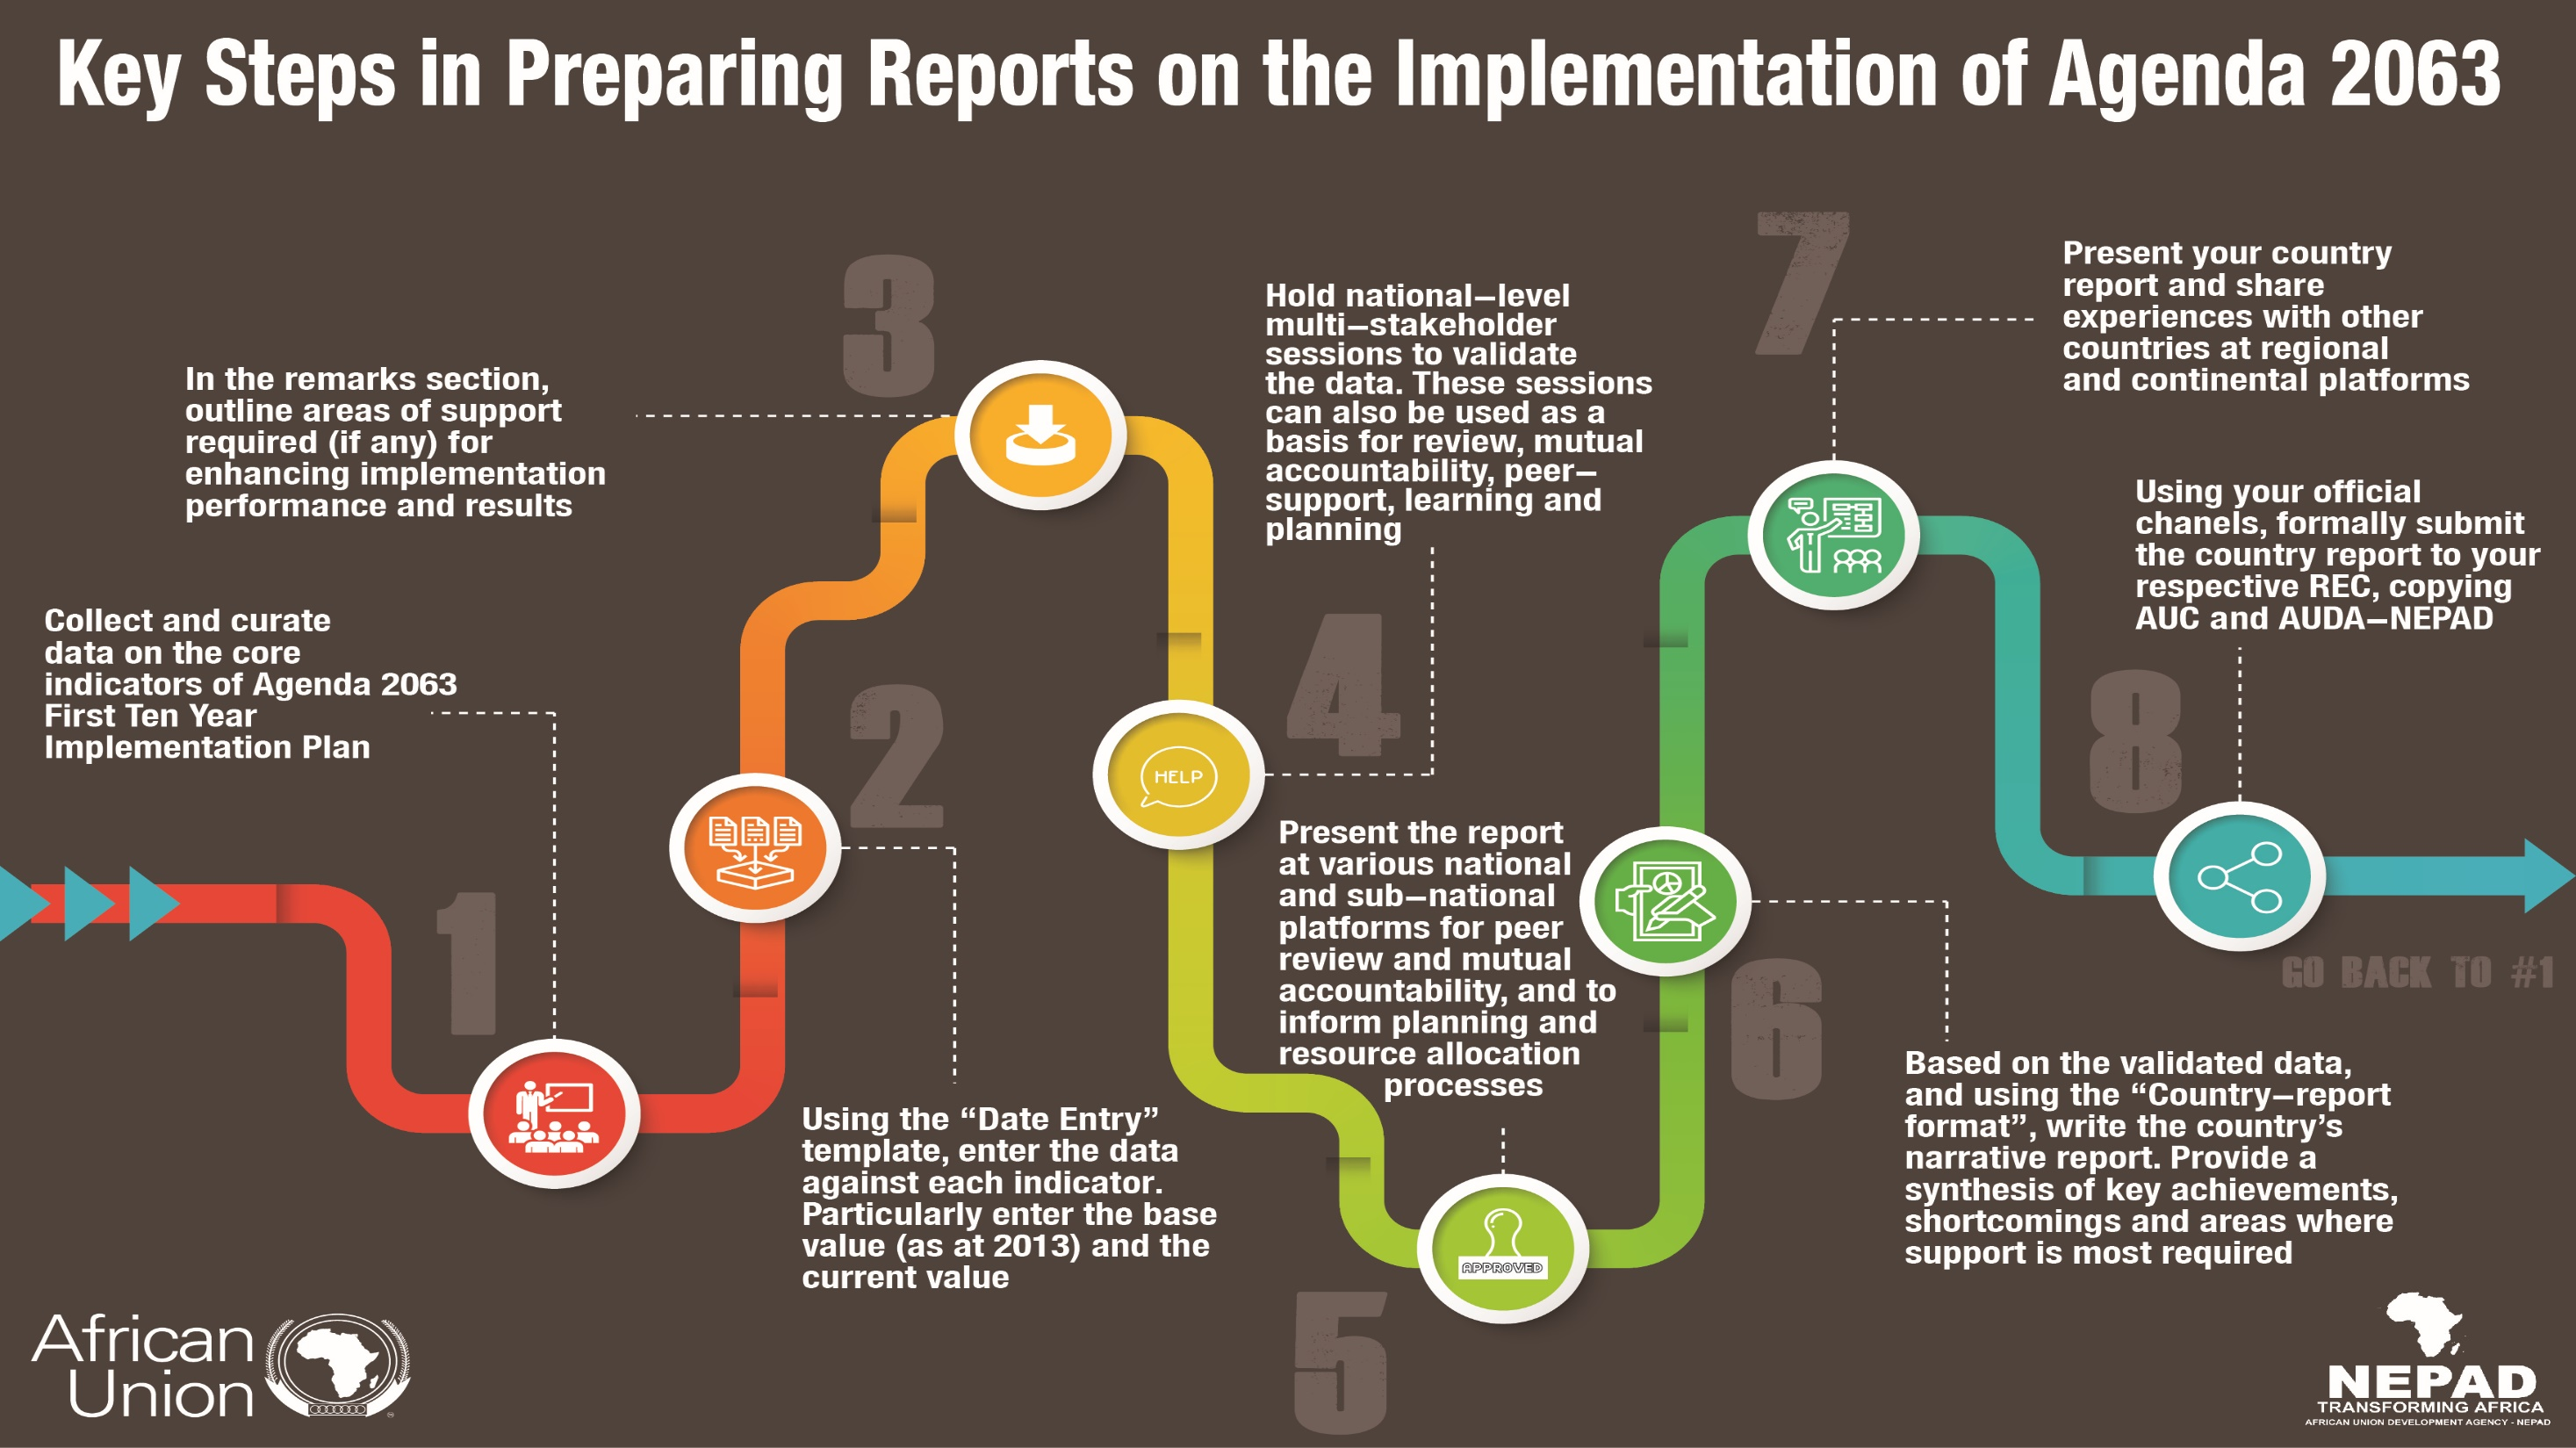 Key Steps in Preparing Reports on the Implementation of Agenda 2063
1
Collect and curate
data on the core
indicators of Agenda 2063
First Ten Year
Implementation Plan
2
Using the “Date Entry”
template, enter the data
against each indicator.
Particularly enter the base
value (as at 2013) and the
current value
3
In the remarks section,
outline areas of support
required (if any) for
enhancing implementation
performance and results
4
Hold national–level
multi–stakeholder
sessions to validate
the data. These sessions
can also be used as a
basis for review, mutual
accountability, peer–
support, learning and
planning
HELP
5
Present the report
at various national
and sub–national
platforms for peer
review and mutual
accountability, and to
inform planning and
resource allocation
processes
APPROVED
6
Based on the validated data,
and using the “Country–report
format”, write the country’s
narrative report. Provide a
synthesis of key achievements,
shortcomings and areas where
support is most required
7
Present your country
report and share
experiences with other
countries at regional
and continental platforms
8
Using your official
chanels, formally submit
the country report to your
respective REC, copying
AUC and AUDA–NEPAD
GO BACK TO #1
African
Union
NEPAD
TRANSFORMING AFRICA
AFRICAN UNION DEVELOPMENT AGENCY - NEPAD